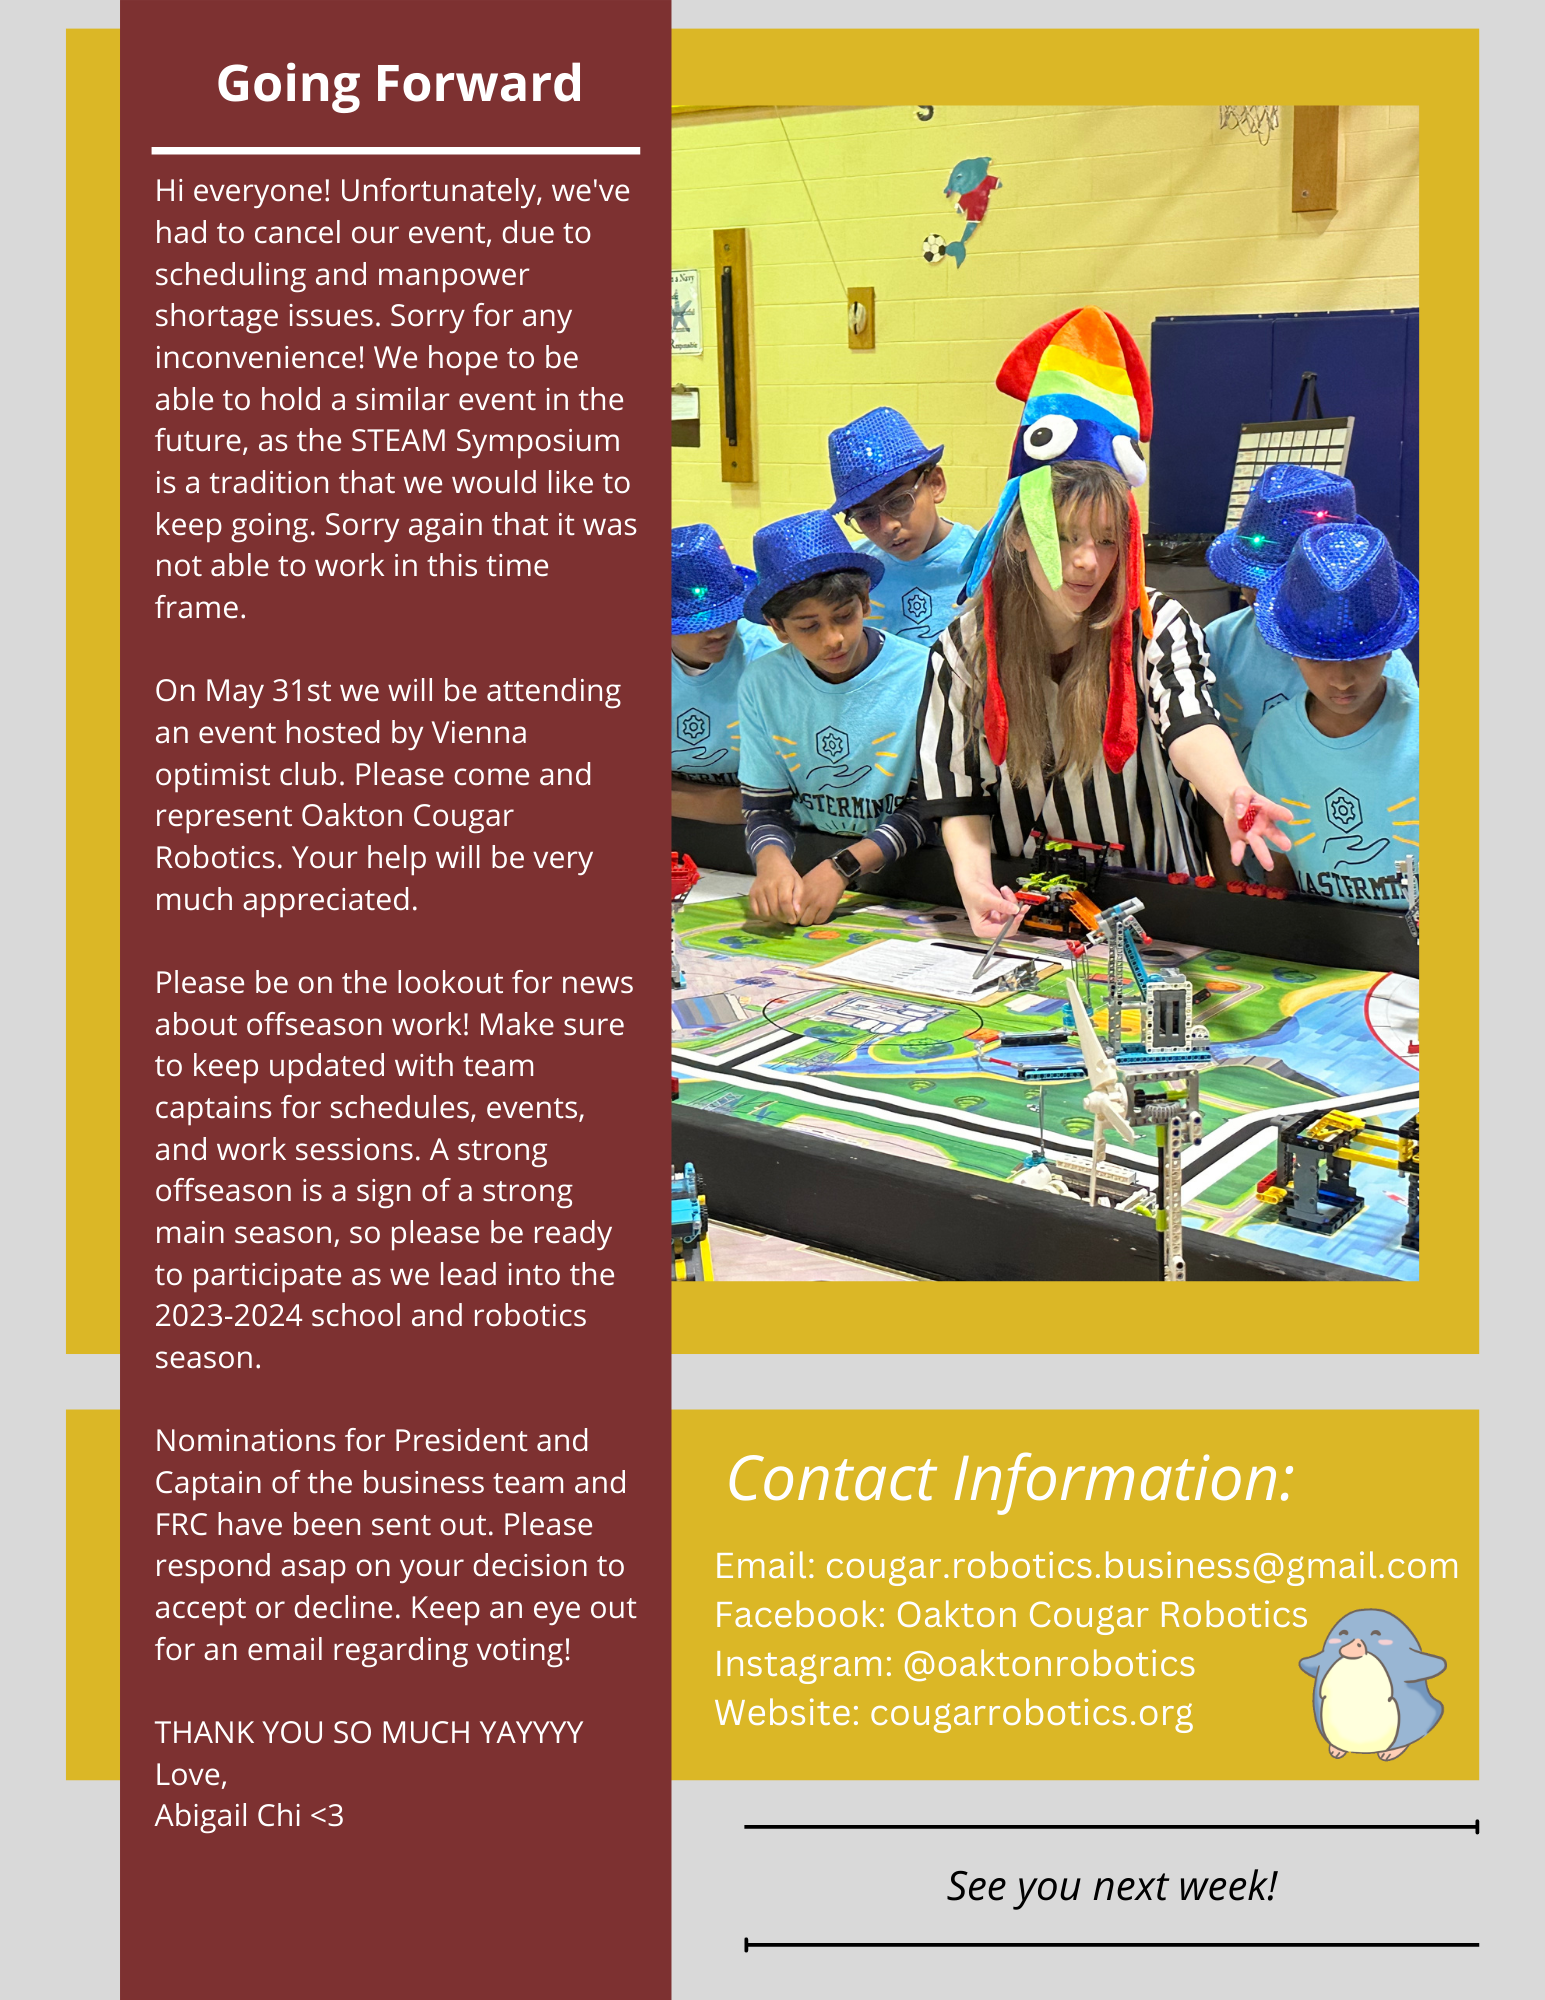 Going Forward
Hi everyone! Unfortunately, we've
had to cancel our event, due to
scheduling and manpower
shortage issues. Sorry for any
inconvenience! We hope to be
able to hold a similar event in the
future, as the STEAM Symposium
is a tradition that we would like to
keep going. Sorry again that it was
not able to work in this time
frame.
On May 31st we will be attending
an event hosted by Vienna
optimist club. Please come and
represent Oakton Cougar
Robotics. Your help will be very
much appreciated.
Please be on the lookout for news
about offseason work! Make sure
to keep updated with team
captains for schedules, events,
and work sessions. A strong
offseason is a sign of a strong
main season, so please be ready
to participate as we lead into the
2023-2024 school and robotics
season.
Nominations for President and
Captain of the business team and
FRC have been sent out. Please
respond asap on your decision to
accept or decline. Keep an eye out
for an email regarding voting!
THANK YOU SO MUCH YAYYYY
Love,
Abigail Chi <3
Contact Information:
Email: cougar.robotics.business@gmail.com
Facebook: Oakton Cougar Robotics
Instagram: @oaktonrobotics
Website: cougarrobotics.org
See you next week!